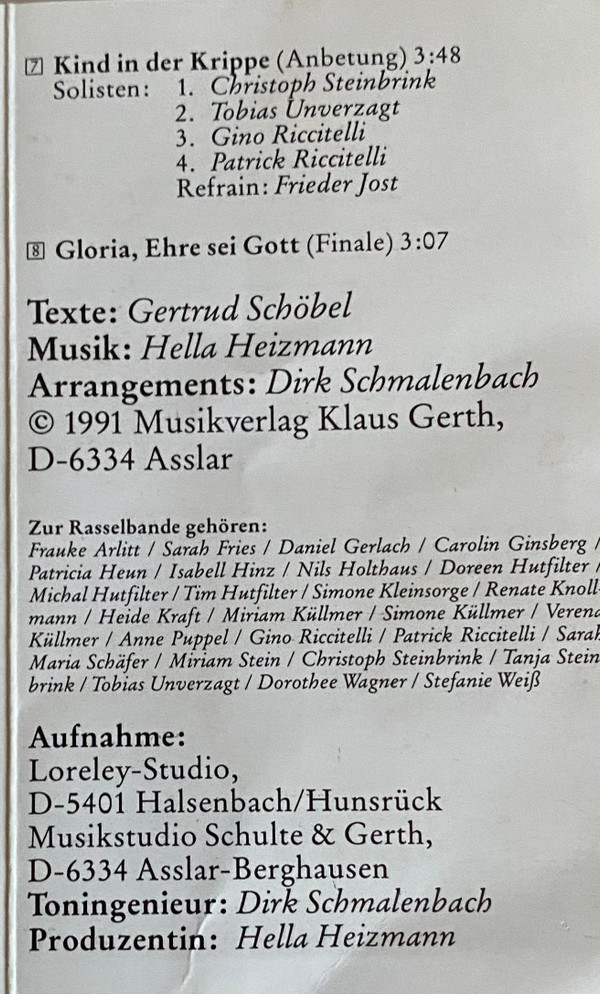 7 Kind in der Krippe (Anbetung) 3:48
Solisten: 1. Christoph Steinbrink
2. Tobias Unverzagt
3. Gino Riccitelli
4. Patrick Riccitelli
Refrain: Frieder Jost
8 Gloria, Ehre sei Gott (Finale) 3:07
Texte: Gertrud Schöbel
Musik: Hella Heizmann
Arrangements: Dirk Schmalenbach
© 1991 Musikverlag Klaus Gerth,
D-6334 Asslar
Zur Rasselbande gehören:
Frauke Arlitt / Sarah Fries / Daniel Gerlach / Carolin Ginsberg /
Patricia Heun / Isabell Hinz / Nils Holthaus / Doreen Hutfilter /
Michal Hutfilter / Tim Hutfilter / Simone Kleinsorge / Renate Knoll-
mann / Heide Kraft / Miriam Küllmer / Simone Küllmer / Verena
Küllmer / Anne Puppel / Gino Riccitelli / Patrick Riccitelli / Sarah
Maria Schäfer / Miriam Stein / Christoph Steinbrink / Tanja Stein
brink / Tobias Unverzagt / Dorothee Wagner / Stefanie Weiß
Aufnahme:
Loreley-Studio,
D-5401 Halsenbach/Hunsrück
Musikstudio Schulte & Gerth,
D-6334 Asslar-Berghausen
Toningenieur: Dirk Schmalenbach
Produzentin: Hella Heizmann